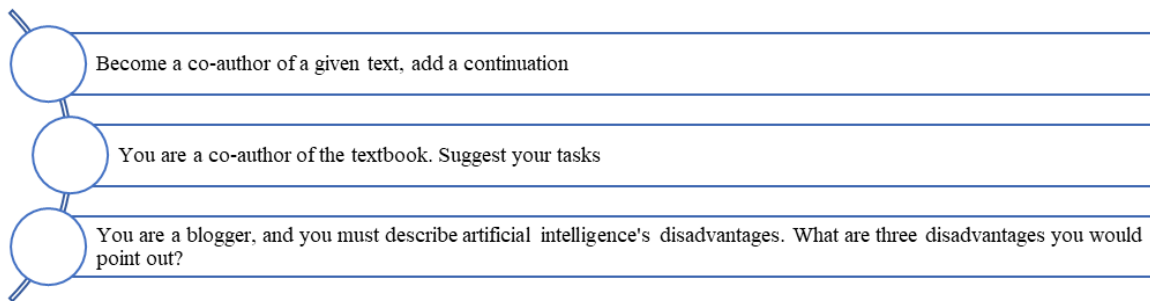 Become a co-author of a given text, add a continuation
You are a co-author of the textbook. Suggest your tasks
You are a blogger, and you must describe artificial intelligence's disadvantages. What are three disadvantages you would
point out?